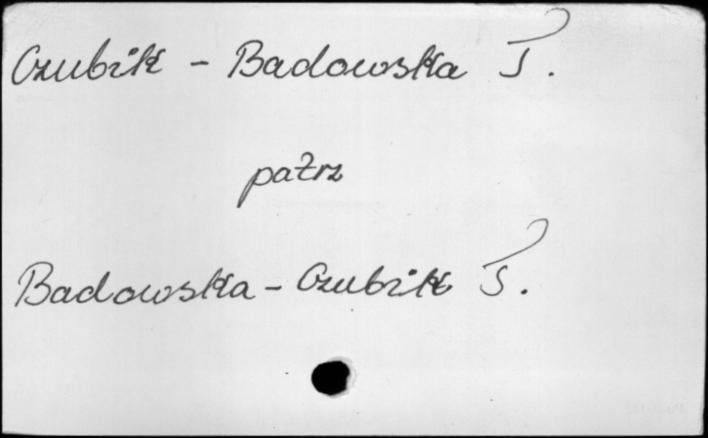 Czubik - Badowska T.
patrz
Badowska - Czubik T.